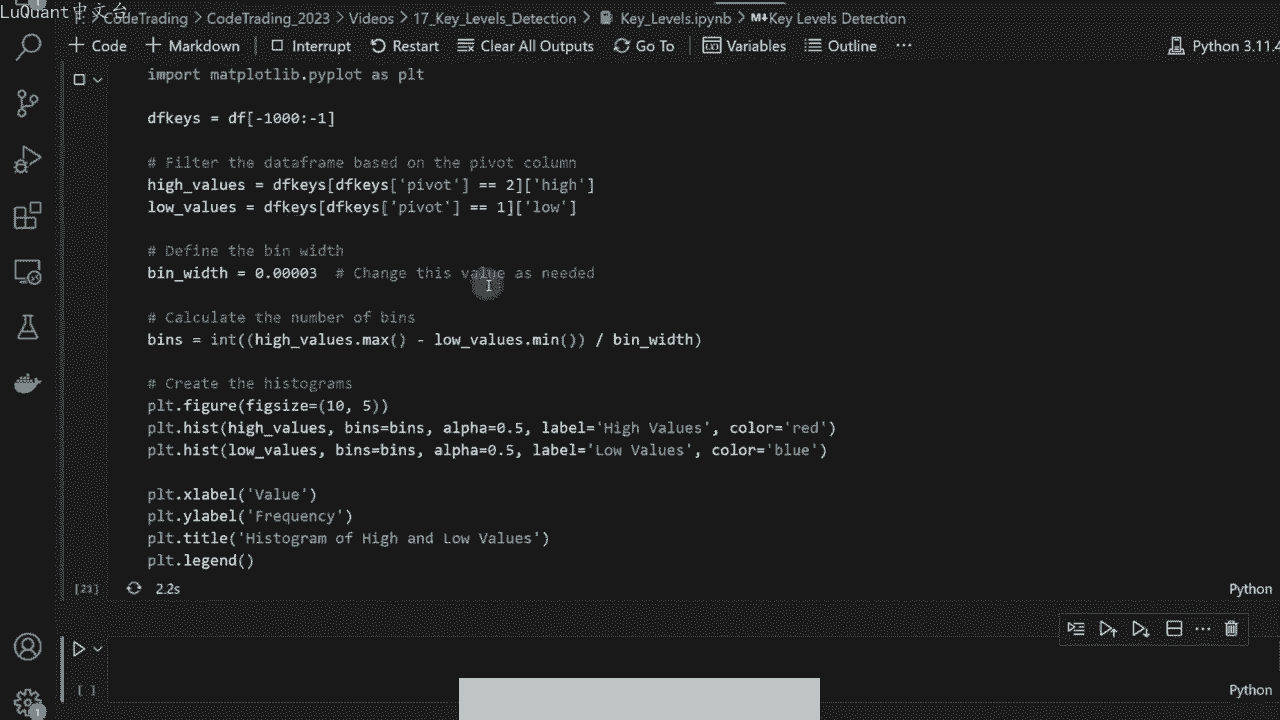 LuQuant中文台
CodeTrading > CodeTrading_2023 > Videos > 17_Key_Levels_Detection > Key_Levels.ipynb > M↓Key Levels Detection
+ Code + Markdown Interrupt Restart Clear All Outputs Go To Variables Outline ... Python 3.11.4
import matplotlib.pyplot as plt
dfkeys = df[-1000:-1]
# Filter the dataframe based on the pivot column
high_values = dfkeys[dfkeys['pivot'] == 2]['high']
low_values = dfkeys[dfkeys['pivot'] == 1]['low']
# Define the bin width
bin_width = 0.00003 # Change this value as needed
# Calculate the number of bins
bins = int((high_values.max() - low_values.min()) / bin_width)
# Create the histograms
plt.figure(figsize=(10, 5))
plt.hist(high_values, bins=bins, alpha=0.5, label='High Values', color='red')
plt.hist(low_values, bins=bins, alpha=0.5, label='Low Values', color='blue')
plt.xlabel('Value')
plt.ylabel('Frequency')
plt.title('Histogram of High and Low Values')
plt.legend()
[21] 2.2s Python
[ ] Python
1